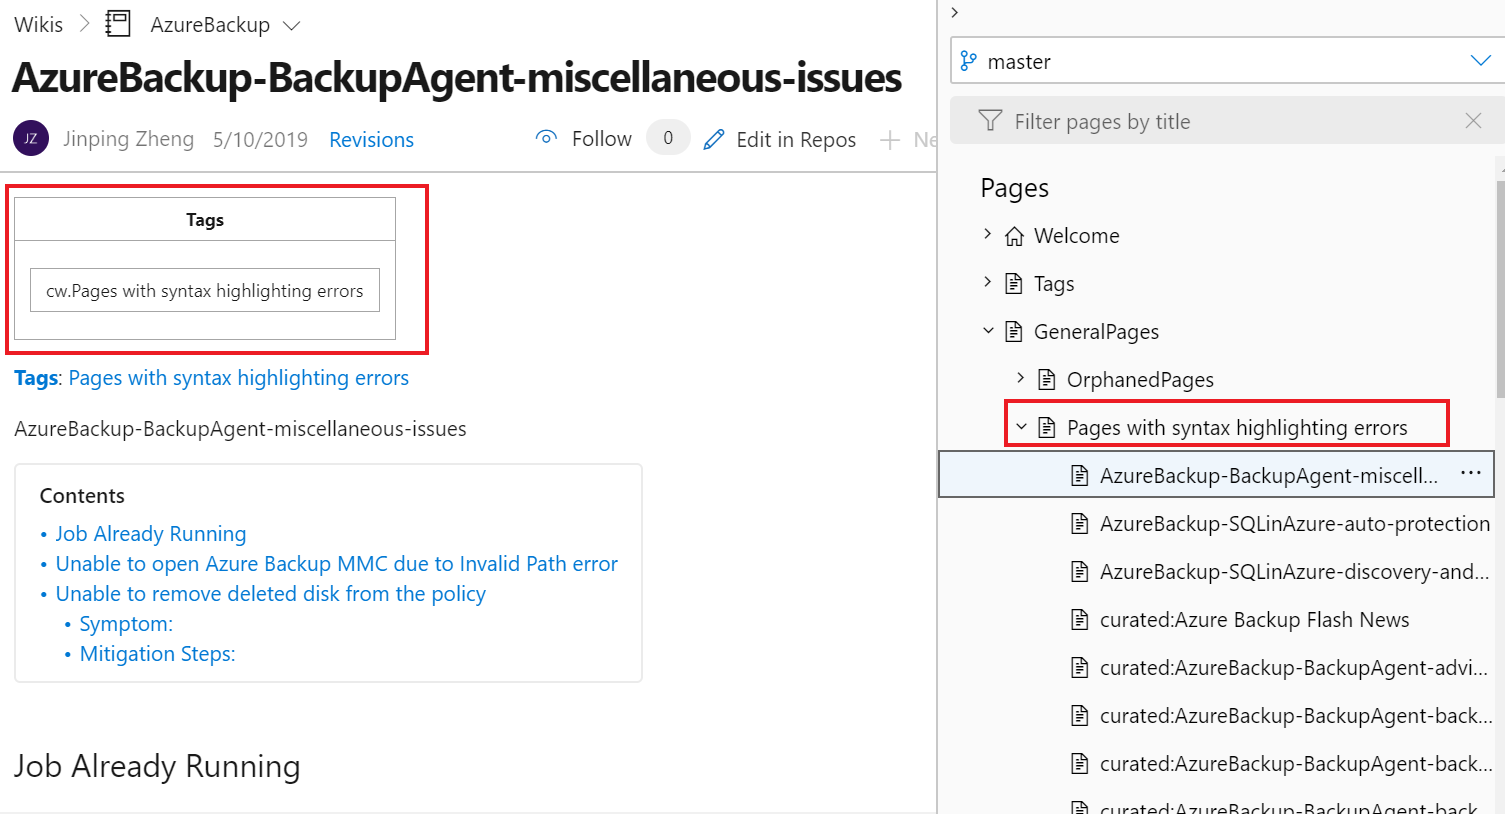 Wikis > AzureBackup
AzureBackup-BackupAgent-miscellaneous-issues
JZ Jinping Zheng 5/10/2019 Revisions Follow 0 Edit in Repos + Ne
Tags
cw.Pages with syntax highlighting errors
Tags: Pages with syntax highlighting errors
AzureBackup-BackupAgent-miscellaneous-issues
Contents
• Job Already Running
• Unable to open Azure Backup MMC due to Invalid Path error
• Unable to remove deleted disk from the policy
• Symptom:
• Mitigation Steps:
Job Already Running
master
Filter pages by title
Pages
Welcome
Tags
GeneralPages
OrphanedPages
Pages with syntax highlighting errors
AzureBackup-BackupAgent-miscell...
AzureBackup-SQLinAzure-auto-protection
AzureBackup-SQLinAzure-discovery-and...
curated:Azure Backup Flash News
curated:AzureBackup-BackupAgent-advi...
curated:AzureBackup-BackupAgent-back...
curated:AzureBackup-BackupAgent-back...
curated:AzureBackup-BackupAgent-back